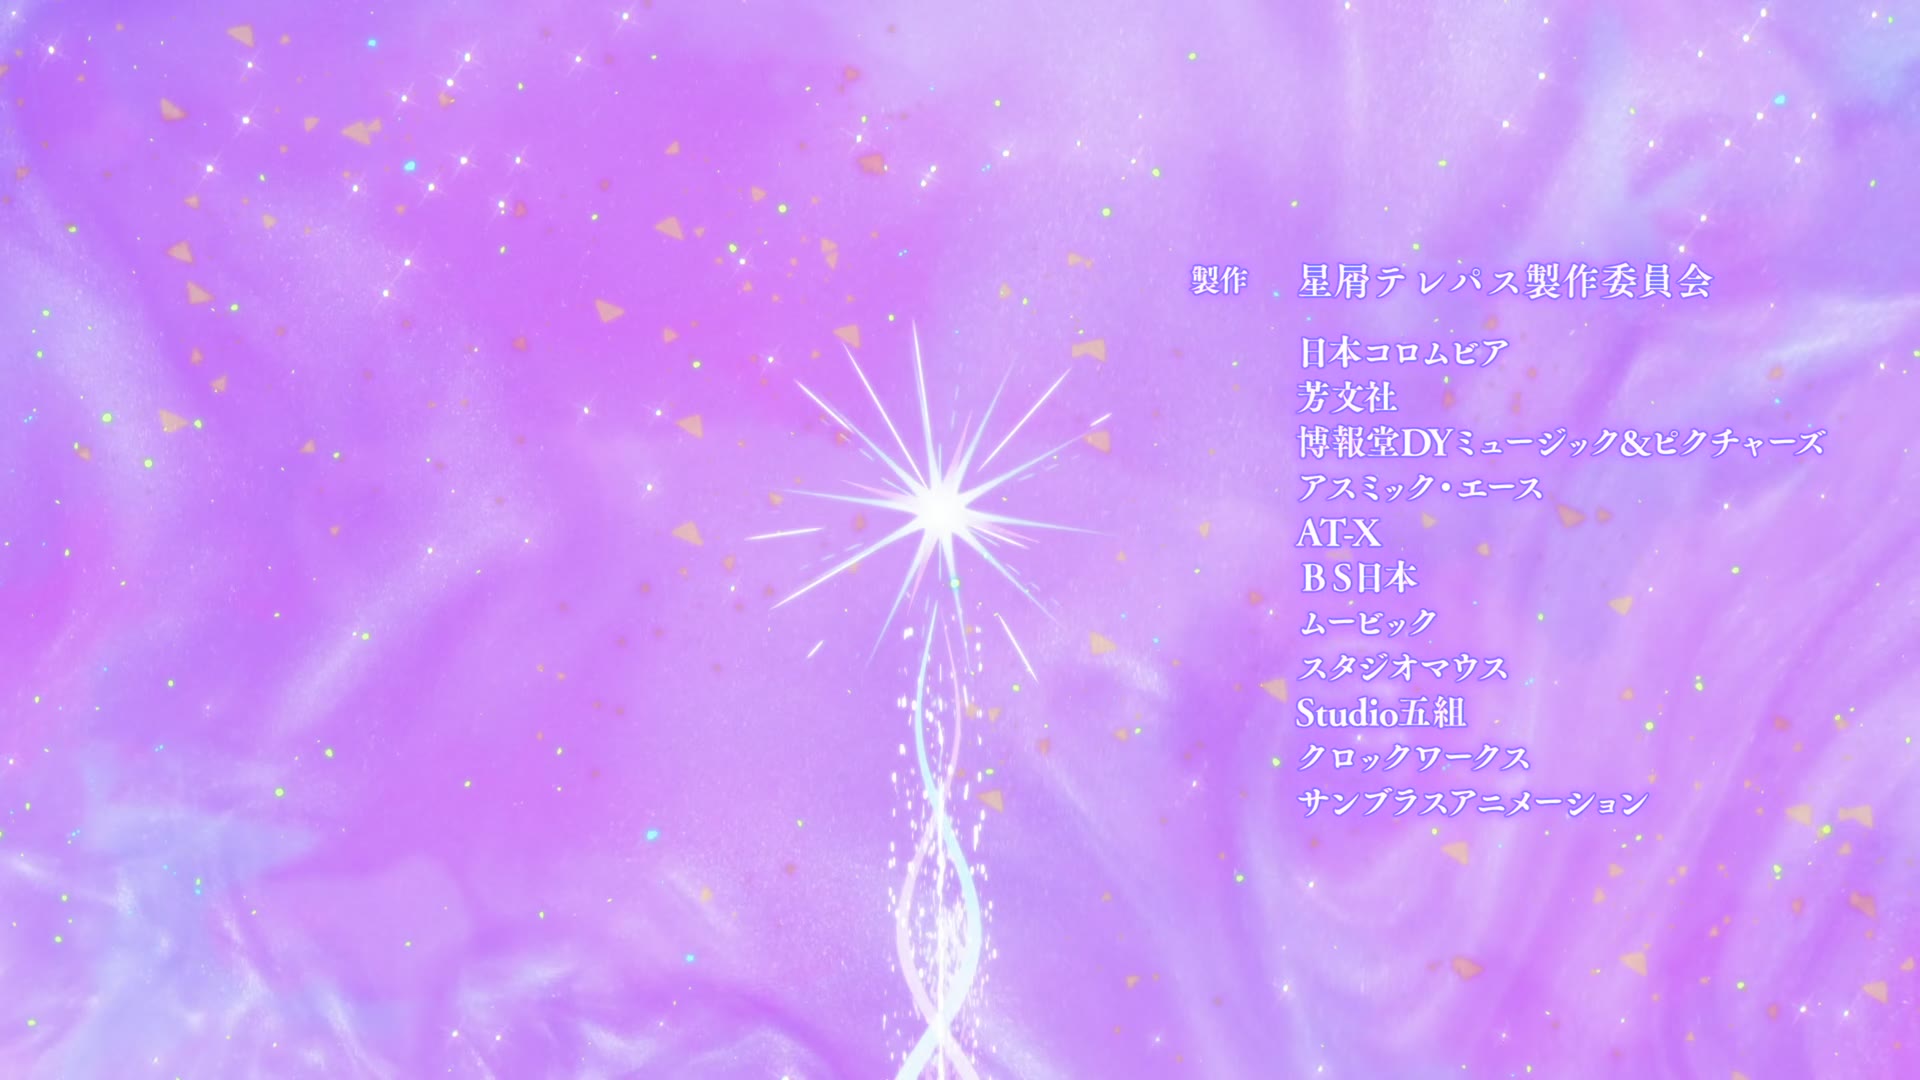 製作 星屑テレパス製作委員会
日本コロムビア
芳文社
博報堂DYミュージック&ピクチャーズ
アスミック・エース
AT-X
BS日本
ムービック
スタジオマウス
Studio五組
クロックワークス
サンブラスアニメーション